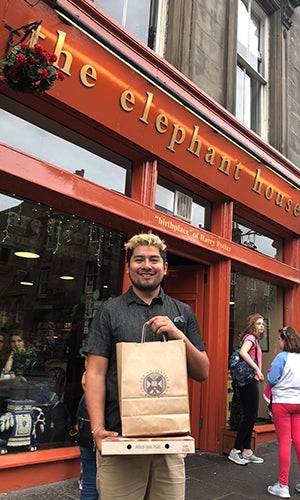 the elephant house
"birthplace" of Harry Potter